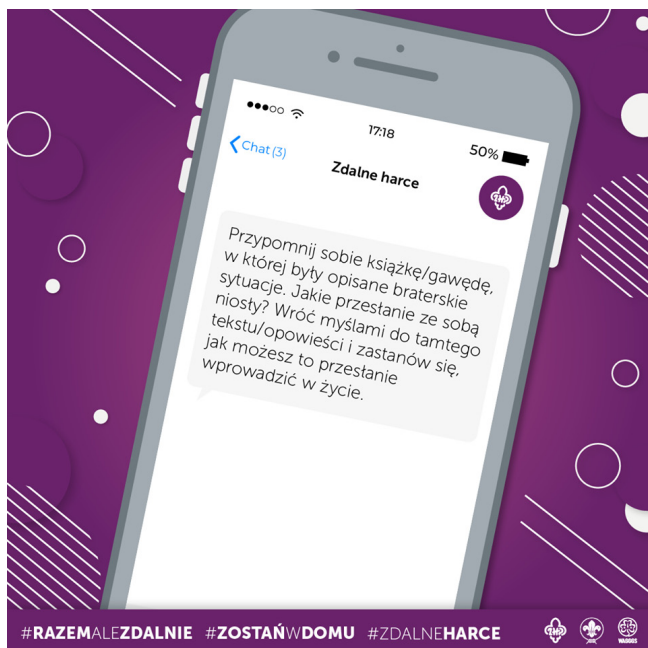 17:18
50%
Chat (3)
Zdalne harce
Przypomnij sobie książkę/gawędę,
w której były opisane braterskie
sytuacje. Jakie przesłanie ze sobą
niosły? Wróć myślami do tamtego
tekstu/opowieści i zastanów się,
jak możesz to przesłanie
wprowadzić w życie.
#RAZEMALEZDALNIE #ZOSTAŃWDOMU #ZDALNEHARCE
WAGGGS